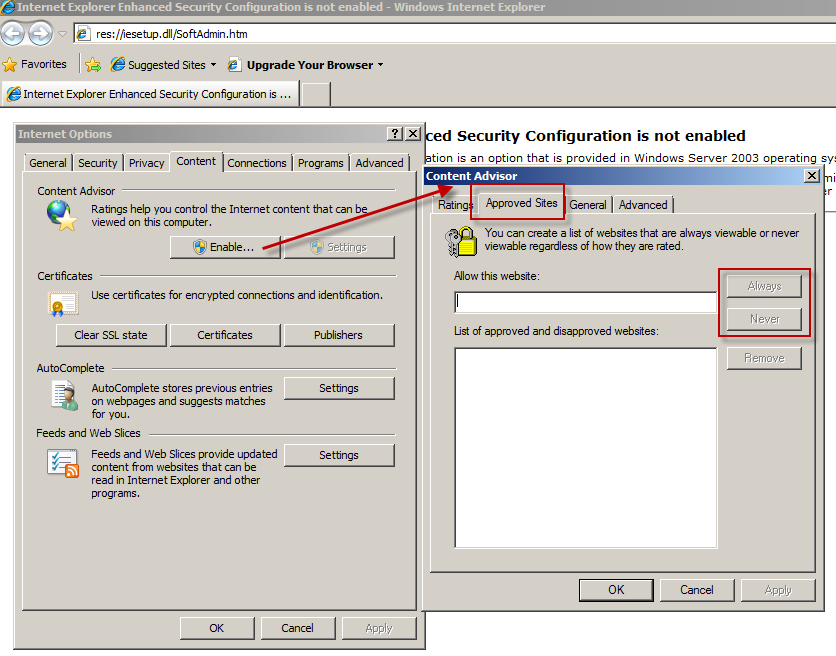 Internet Explorer Enhanced Security Configuration is not enabled - Windows Internet Explorer
res://iesetup.dll/SoftAdmin.htm
Favorites
Suggested Sites
Upgrade Your Browser
Internet Explorer Enhanced Security Configuration is ...
ced Security Configuration is not enabled
ation is an option that is provided in Windows Server 2003 operating sys
Internet Options
General
Security
Privacy
Content
Connections
Programs
Advanced
Content Advisor
Ratings help you control the Internet content that can be
viewed on this computer.
Enable...
Settings
Certificates
Use certificates for encrypted connections and identification.
Clear SSL state
Certificates
Publishers
AutoComplete
AutoComplete stores previous entries
on webpages and suggests matches
for you.
Settings
Feeds and Web Slices
Feeds and Web Slices provide updated
content from websites that can be
read in Internet Explorer and other
programs.
Settings
OK
Cancel
Apply
Content Advisor
Ratings
Approved Sites
General
Advanced
You can create a list of websites that are always viewable or never
viewable regardless of how they are rated.
Allow this website:
Always
Never
List of approved and disapproved websites:
Remove
OK
Cancel
Apply